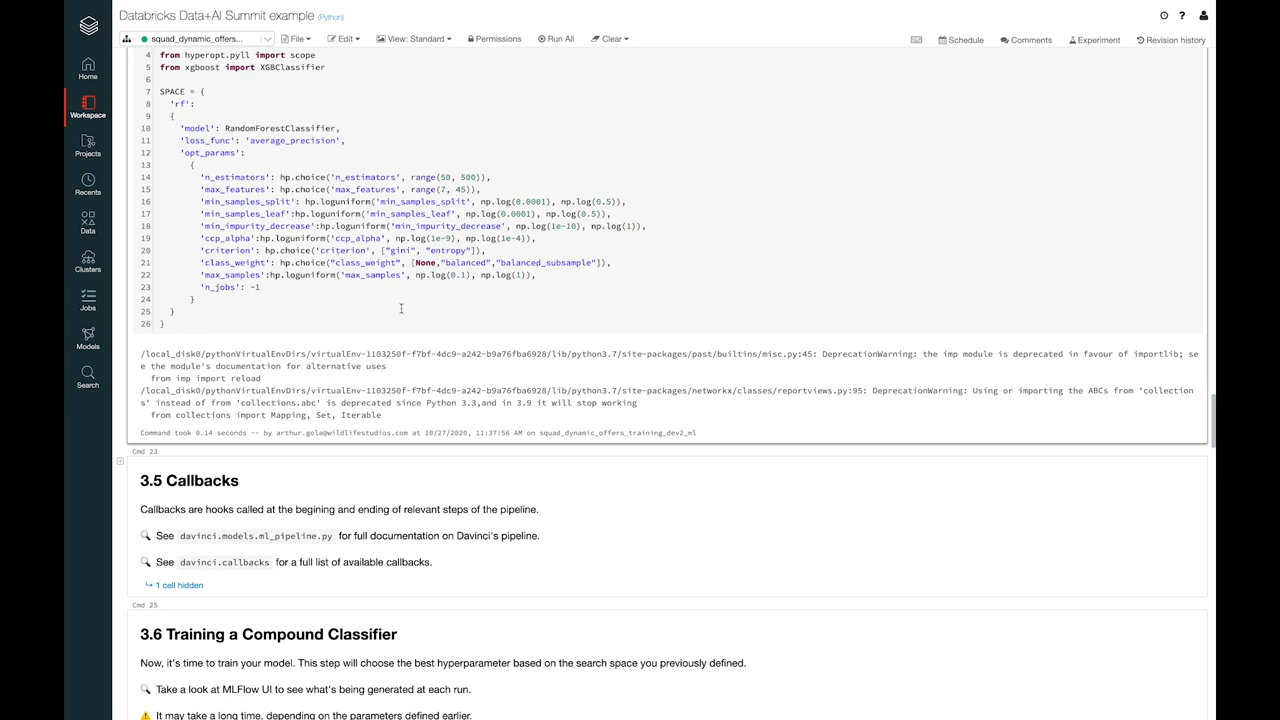 Databricks Data+AI Summit example (Python)
squad_dynamic_offers... File Edit View: Standard Permissions Run All Clear Schedule Comments Experiment Revision history
Home
Workspace
Projects
Recents
Data
Clusters
Jobs
Models
Search
4 from hyperopt.pyll import scope
5 from xgboost import XGBClassifier
6
7 SPACE = {
8 'rf':
9 {
10 'model': RandomForestClassifier,
11 'loss_func': 'average_precision',
12 'opt_params':
13 {
14 'n_estimators': hp.choice('n_estimators', range(50, 500)),
15 'max_features': hp.choice('max_features', range(7, 45)),
16 'min_samples_split': hp.loguniform('min_samples_split', np.log(0.0001), np.log(0.5)),
17 'min_samples_leaf':hp.loguniform('min_samples_leaf', np.log(0.0001), np.log(0.5)),
18 'min_impurity_decrease':hp.loguniform('min_impurity_decrease', np.log(1e-10), np.log(1)),
19 'ccp_alpha':hp.loguniform('ccp_alpha', np.log(1e-9), np.log(1e-4)),
20 'criterion': hp.choice('criterion', ["gini", "entropy"]),
21 'class_weight': hp.choice("class_weight", [None,"balanced","balanced_subsample"]),
22 'max_samples':hp.loguniform('max_samples', np.log(0.1), np.log(1)),
23 'n_jobs': -1
24 }
25 }
26 }
/local_disk0/pythonVirtualEnvDirs/virtualEnv-1103250f-f7bf-4dc9-a242-b9a76fba6928/lib/python3.7/site-packages/past/builtins/misc.py:45: DeprecationWarning: the imp module is deprecated in favour of importlib; se
e the module's documentation for alternative uses
from imp import reload
/local_disk0/pythonVirtualEnvDirs/virtualEnv-1103250f-f7bf-4dc9-a242-b9a76fba6928/lib/python3.7/site-packages/networkx/classes/reportviews.py:95: DeprecationWarning: Using or importing the ABCs from 'collection
s' instead of from 'collections.abc' is deprecated since Python 3.3,and in 3.9 it will stop working
from collections import Mapping, Set, Iterable
Command took 0.14 seconds -- by arthur.gola@wildlifestudios.com at 10/27/2020, 11:37:56 AM on squad_dynamic_offers_training_dev2_ml
Cmd 23
3.5 Callbacks
Callbacks are hooks called at the begining and ending of relevant steps of the pipeline.
See davinci.models.ml_pipeline.py for full documentation on Davinci's pipeline.
See davinci.callbacks for a full list of available callbacks.
1 cell hidden
Cmd 25
3.6 Training a Compound Classifier
Now, it's time to train your model. This step will choose the best hyperparameter based on the search space you previously defined.
Take a look at MLFlow UI to see what's being generated at each run.
It may take a long time, depending on the parameters defined earlier.